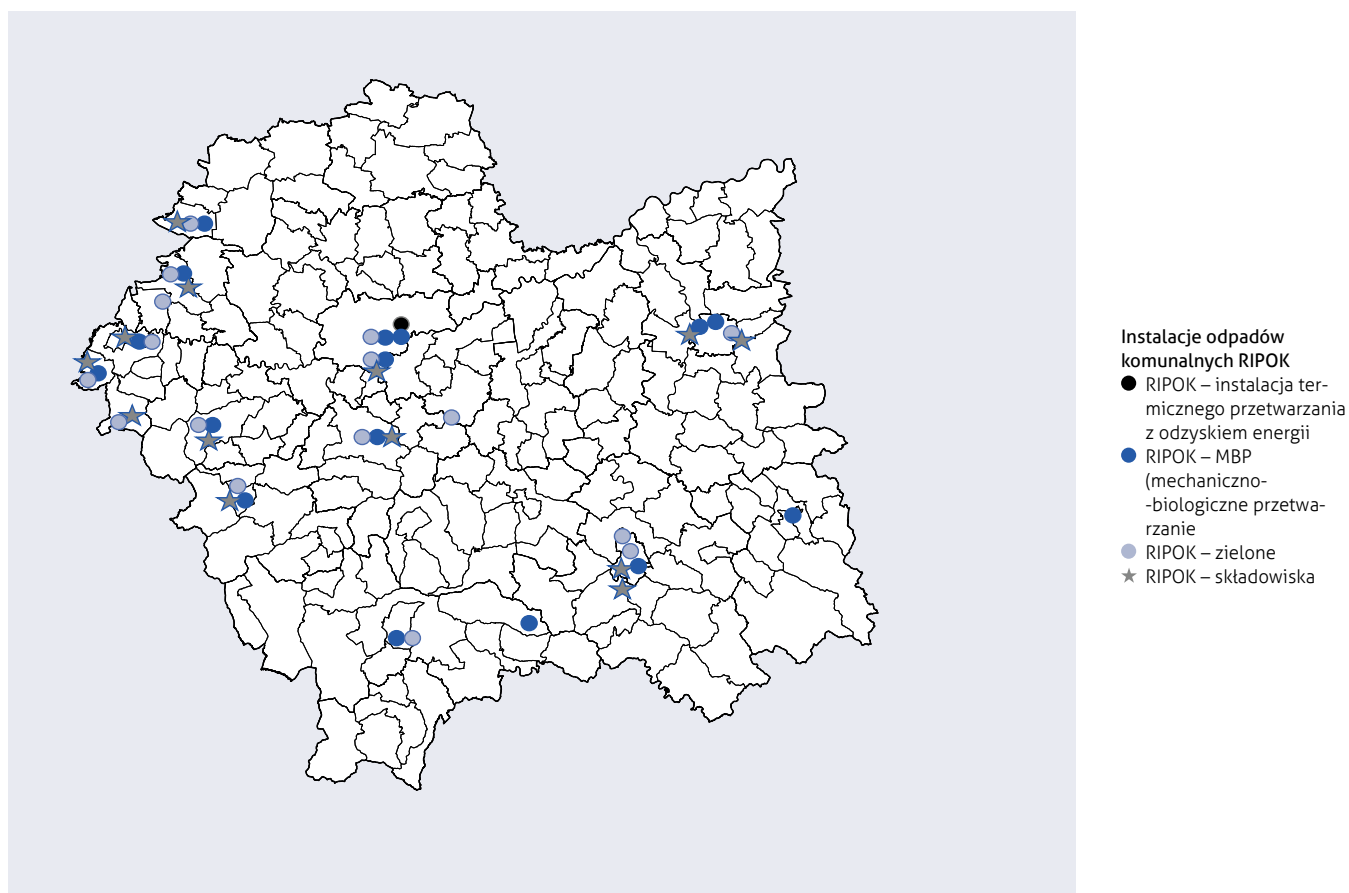 Instalacje odpadów
komunalnych RIPOK
RIPOK – instalacja ter-
micznego przetwarzania
z odzyskiem energii
RIPOK – MBP
(mechaniczno-
-biologiczne przetwa-
rzanie
RIPOK – zielone
RIPOK – składowiska